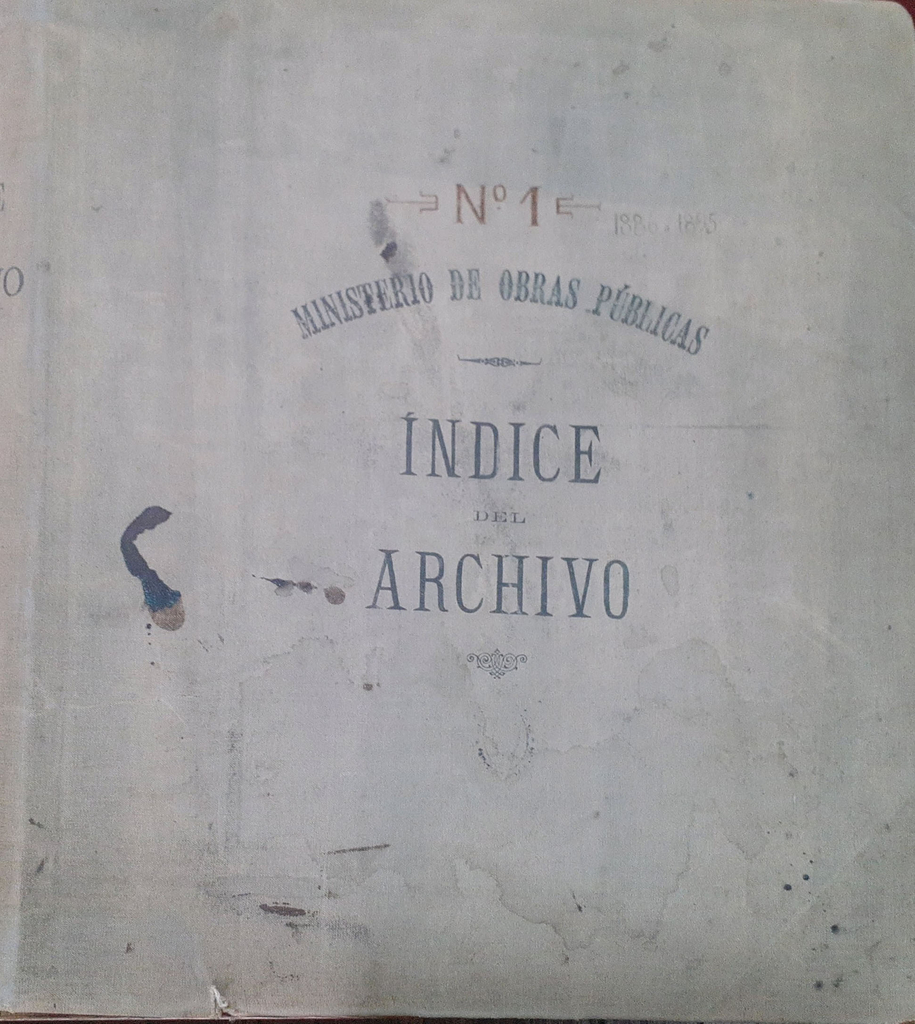 Nº 1
MINISTERIO DE OBRAS PÚBLICAS
ÍNDICE
DEL
ARCHIVO